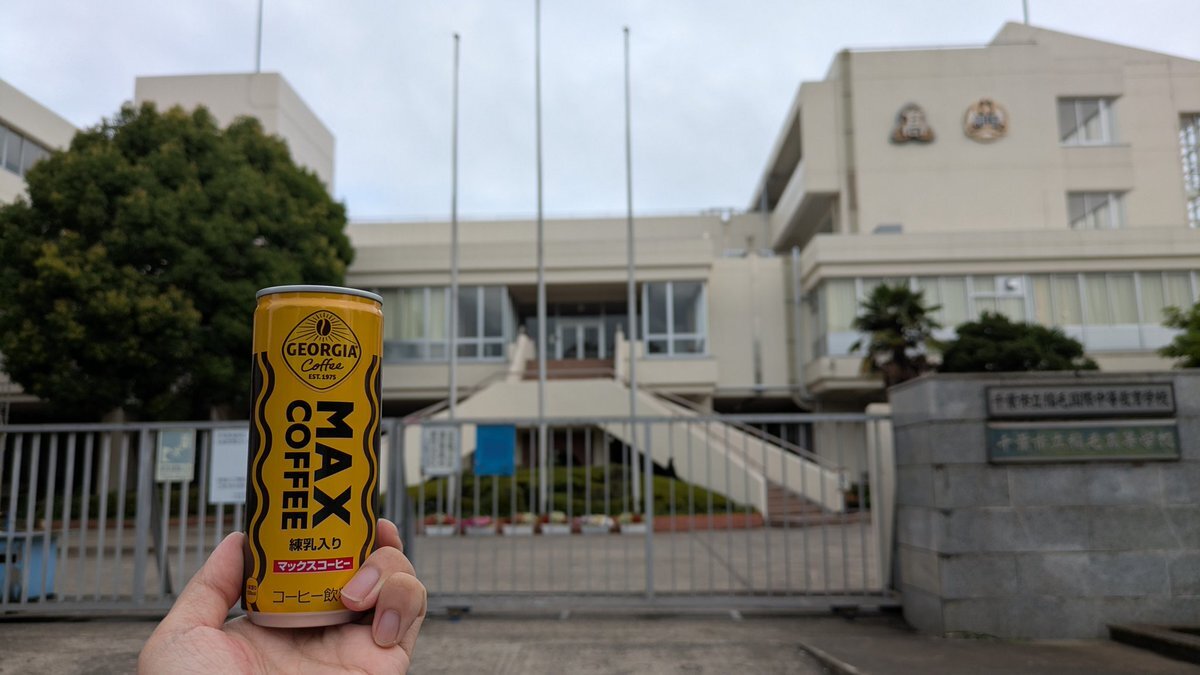 GEORGIA
Coffee
EST. 1975
MAX
COFFEE
練乳入り
マックスコーヒー
コーヒー飲
高
千葉市立稲毛国際中等教育学校
千葉市立稲毛高等学校